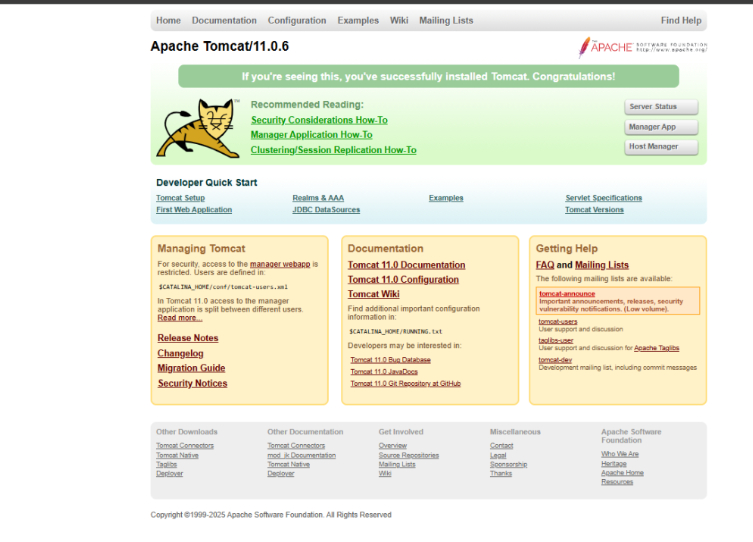 Home Documentation Configuration Examples Wiki Mailing Lists Find Help
Apache Tomcat/11.0.6
THE
APACHE SOFTWARE FOUNDATION
http://www.apache.org/
If you're seeing this, you've successfully installed Tomcat. Congratulations!
TM
Recommended Reading:
Security Considerations How-To
Manager Application How-To
Clustering/Session Replication How-To
Server Status
Manager App
Host Manager
Developer Quick Start
Tomcat Setup
First Web Application
Realms & AAA
JDBC DataSources
Examples
Servlet Specifications
Tomcat Versions
Managing Tomcat
For security, access to the manager webapp is
restricted. Users are defined in:
$CATALINA_HOME/conf/tomcat-users.xml
In Tomcat 11.0 access to the manager
application is split between different users.
Read more...
Release Notes
Changelog
Migration Guide
Security Notices
Documentation
Tomcat 11.0 Documentation
Tomcat 11.0 Configuration
Tomcat Wiki
Find additional important configuration
information in:
$CATALINA_HOME/RUNNING.txt
Developers may be interested in:
Tomcat 11.0 Bug Database
Tomcat 11.0 JavaDocs
Tomcat 11.0 Git Repository at GitHub
Getting Help
FAQ and Mailing Lists
The following mailing lists are available:
tomcat-announce
Important announcements, releases, security
vulnerability notifications. (Low volume).
tomcat-users
User support and discussion
taglibs-user
User support and discussion for Apache Taglibs
tomcat-dev
Development mailing list, including commit messages
Other Downloads
Tomcat Connectors
Tomcat Native
Taglibs
Deployer
Other Documentation
Tomcat Connectors
mod_jk Documentation
Tomcat Native
Deployer
Get Involved
Overview
Source Repositories
Mailing Lists
Wiki
Miscellaneous
Contact
Legal
Sponsorship
Thanks
Apache Software
Foundation
Who We Are
Heritage
Apache Home
Resources
Copyright ©1999-2025 Apache Software Foundation. All Rights Reserved